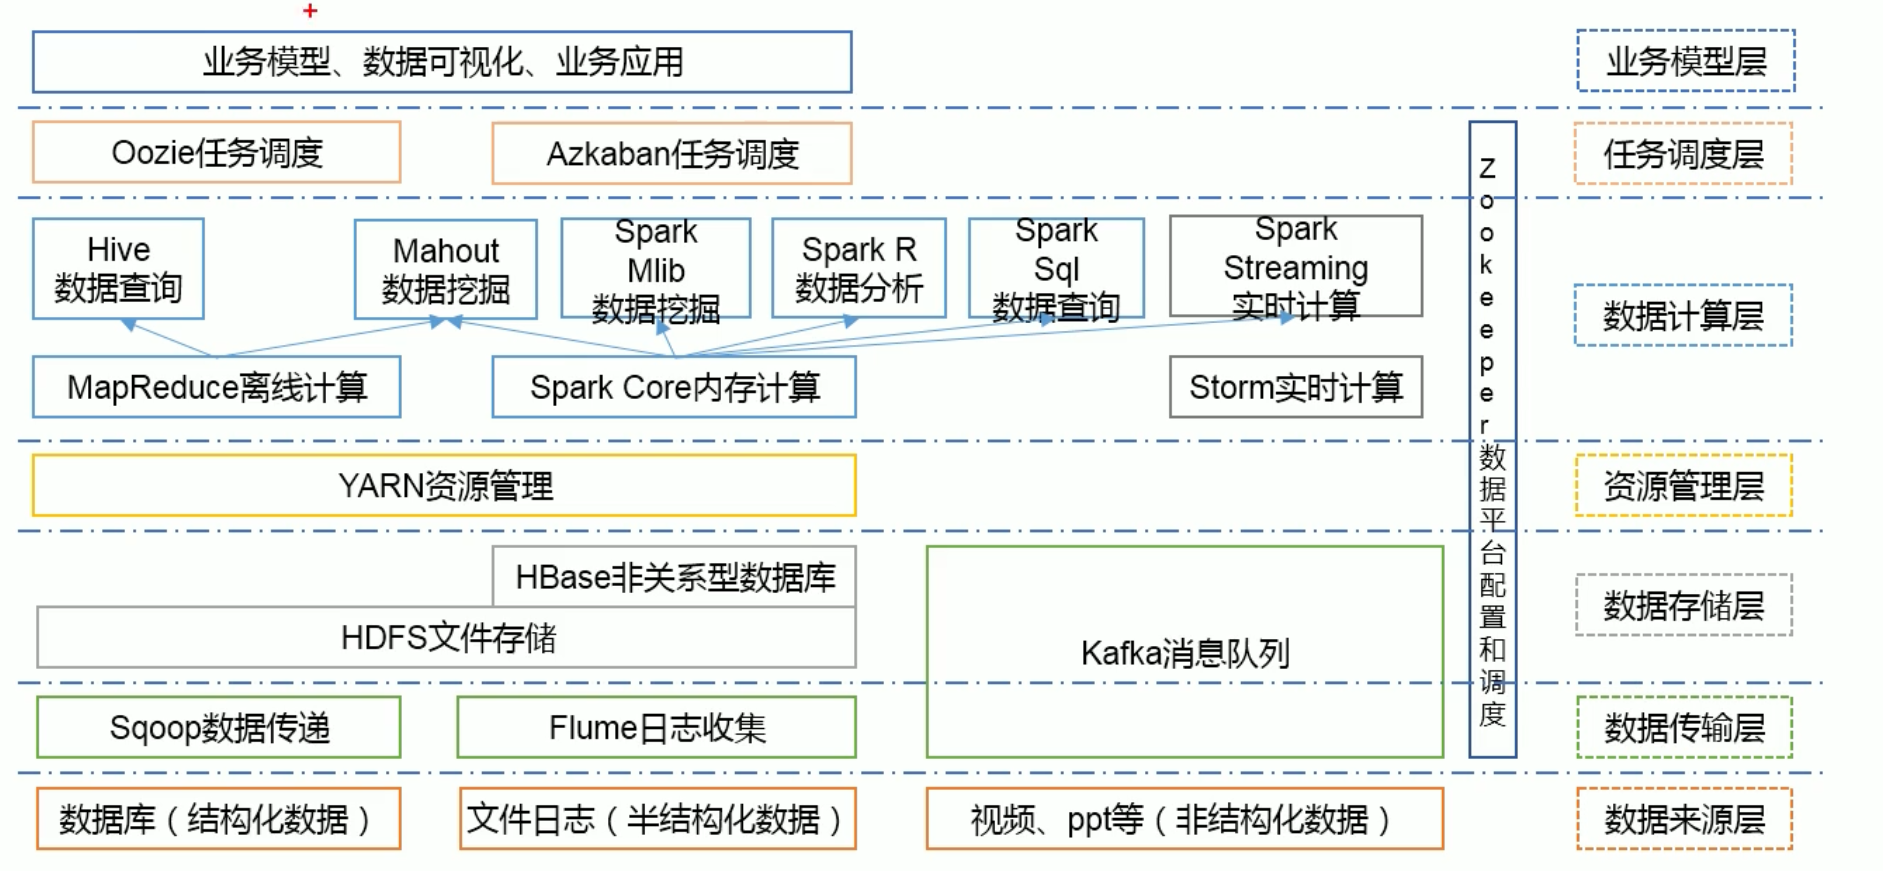 业务模型、数据可视化、业务应用
业务模型层
Oozie任务调度
Azkaban任务调度
任务调度层
Hive
数据查询
Mahout
数据挖掘
Spark
Mlib
数据挖掘
Spark R
数据分析
Spark
Sql
数据查询
Spark
Streaming
实时计算
数据计算层
MapReduce离线计算
Spark Core内存计算
Storm实时计算
Zookeeper数据平台配置和调度
YARN资源管理
资源管理层
HBase非关系型数据库
HDFS文件存储
Kafka消息队列
数据存储层
Sqoop数据传递
Flume日志收集
数据传输层
数据库（结构化数据）
文件日志（半结构化数据）
视频、ppt等（非结构化数据）
数据来源层